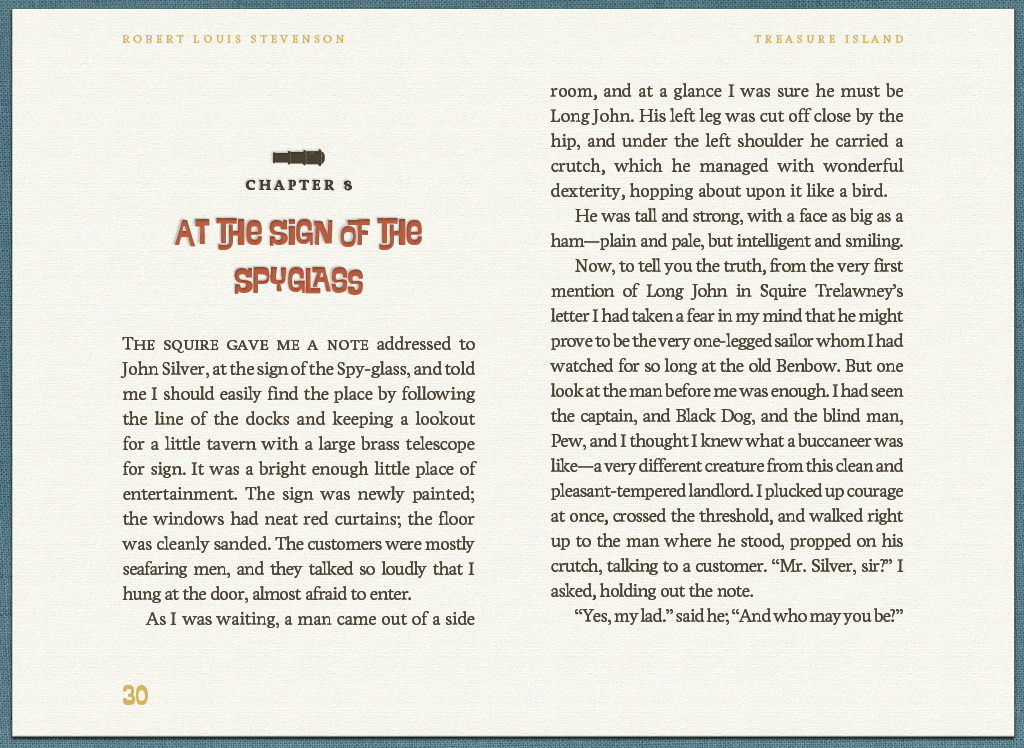 ROBERT LOUIS STEVENSON
TREASURE ISLAND
CHAPTER 8
AT THE SIGN OF THE
SPYGLASS
THE SQUIRE GAVE ME A NOTE addressed to
John Silver, at the sign of the Spy-glass, and told
me I should easily find the place by following
the line of the docks and keeping a lookout
for a little tavern with a large brass telescope
for sign. It was a bright enough little place of
entertainment. The sign was newly painted;
the windows had neat red curtains; the floor
was cleanly sanded. The customers were mostly
seafaring men, and they talked so loudly that I
hung at the door, almost afraid to enter.
As I was waiting, a man came out of a side
30
room, and at a glance I was sure he must be
Long John. His left leg was cut off close by the
hip, and under the left shoulder he carried a
crutch, which he managed with wonderful
dexterity, hopping about upon it like a bird.
He was tall and strong, with a face as big as a
ham—plain and pale, but intelligent and smiling.
Now, to tell you the truth, from the very first
mention of Long John in Squire Trelawney’s
letter I had taken a fear in my mind that he might
prove to be the very one-legged sailor whom I had
watched for so long at the old Benbow. But one
look at the man before me was enough. I had seen
the captain, and Black Dog, and the blind man,
Pew, and I thought I knew what a buccaneer was
like—a very different creature from this clean and
pleasant-tempered landlord. I plucked up courage
at once, crossed the threshold, and walked right
up to the man where he stood, propped on his
crutch, talking to a customer. “Mr. Silver, sir?” I
asked, holding out the note.
“Yes, my lad.” said he; “And who may you be?”